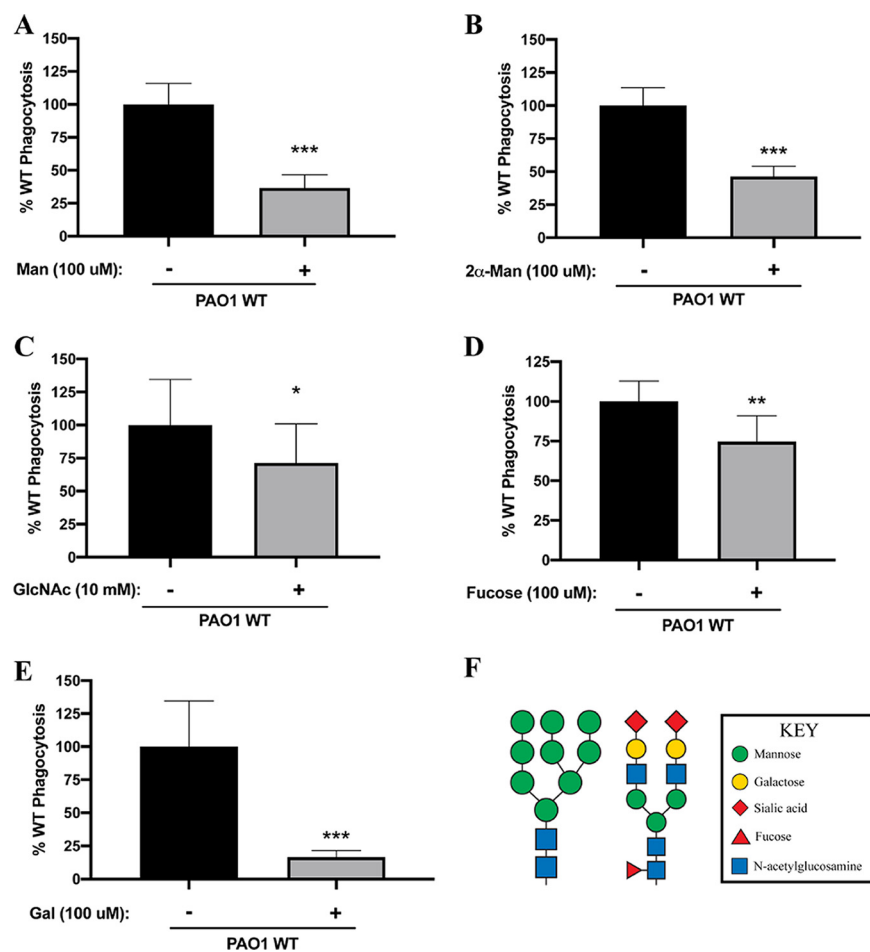 A
% WT Phagocytosis
150
125
100
75
50
25
0
***
Man (100 uM):
-
+
PAO1 WT
B
% WT Phagocytosis
150
125
100
75
50
25
0
***
2α-Man (100 uM):
-
+
PAO1 WT
C
% WT Phagocytosis
150
125
100
75
50
25
0
*
GlcNAc (10 mM):
-
+
PAO1 WT
D
% WT Phagocytosis
125
100
75
50
25
0
**
Fucose (100 uM):
-
+
PAO1 WT
E
% WT Phagocytosis
150
125
100
75
50
25
0
***
Gal (100 uM):
-
+
PAO1 WT
F
KEY
Mannose
Galactose
Sialic acid
Fucose
N-acetylglucosamine